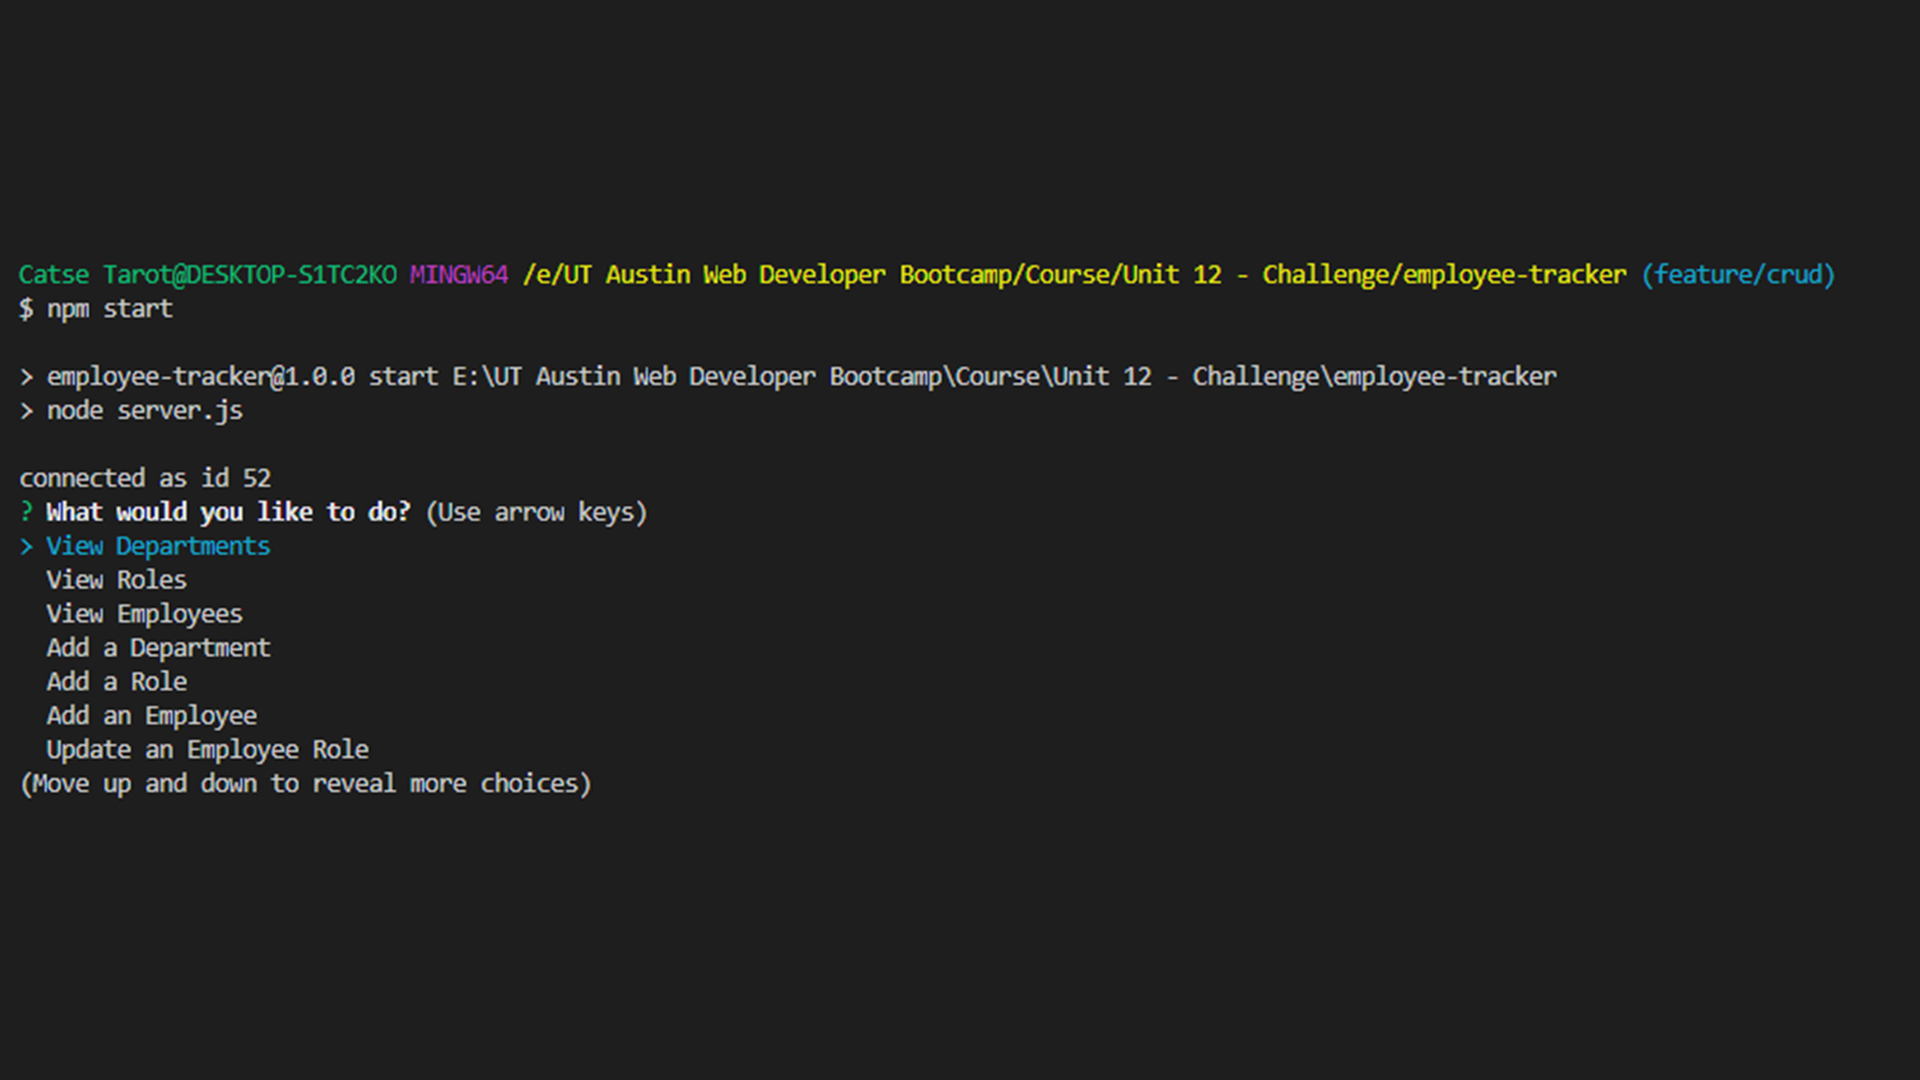 Catse Tarot@DESKTOP-S1TC2KO MINGW64 /e/UT Austin Web Developer Bootcamp/Course/Unit 12 - Challenge/employee-tracker (feature/crud)
$ npm start
> employee-tracker@1.0.0 start E:\UT Austin Web Developer Bootcamp\Course\Unit 12 - Challenge\employee-tracker
> node server.js
connected as id 52
? What would you like to do? (Use arrow keys)
> View Departments
View Roles
View Employees
Add a Department
Add a Role
Add an Employee
Update an Employee Role
(Move up and down to reveal more choices)